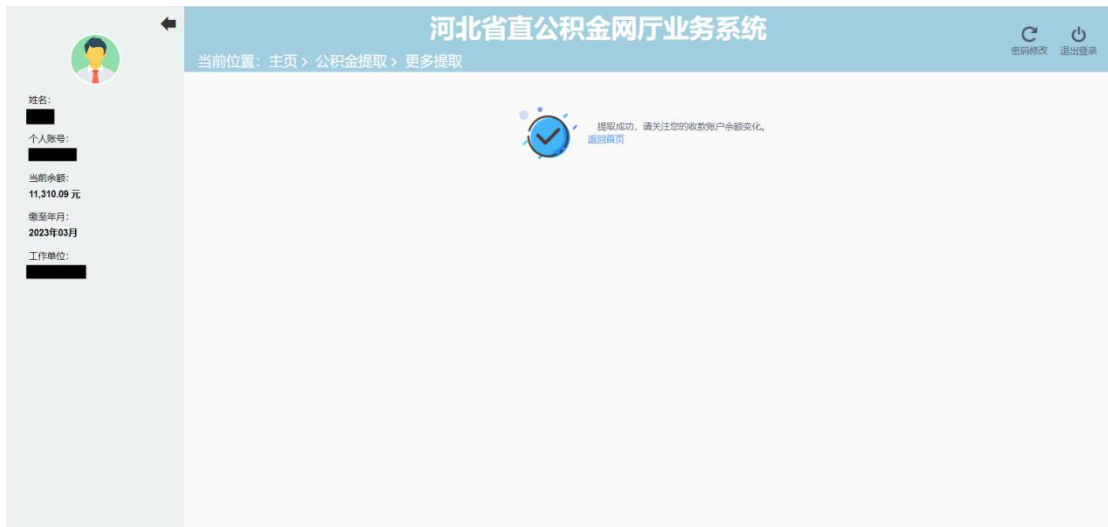 河北省直公积金网厅业务系统
密码修改 退出登录
当前位置：主页 > 公积金提取 > 更多提取
姓名：
个人账号：
当前余额：
11,310.09 元
缴至年月：
2023年03月
工作单位：
提取成功，请关注您的收款账户余额变化。
返回首页